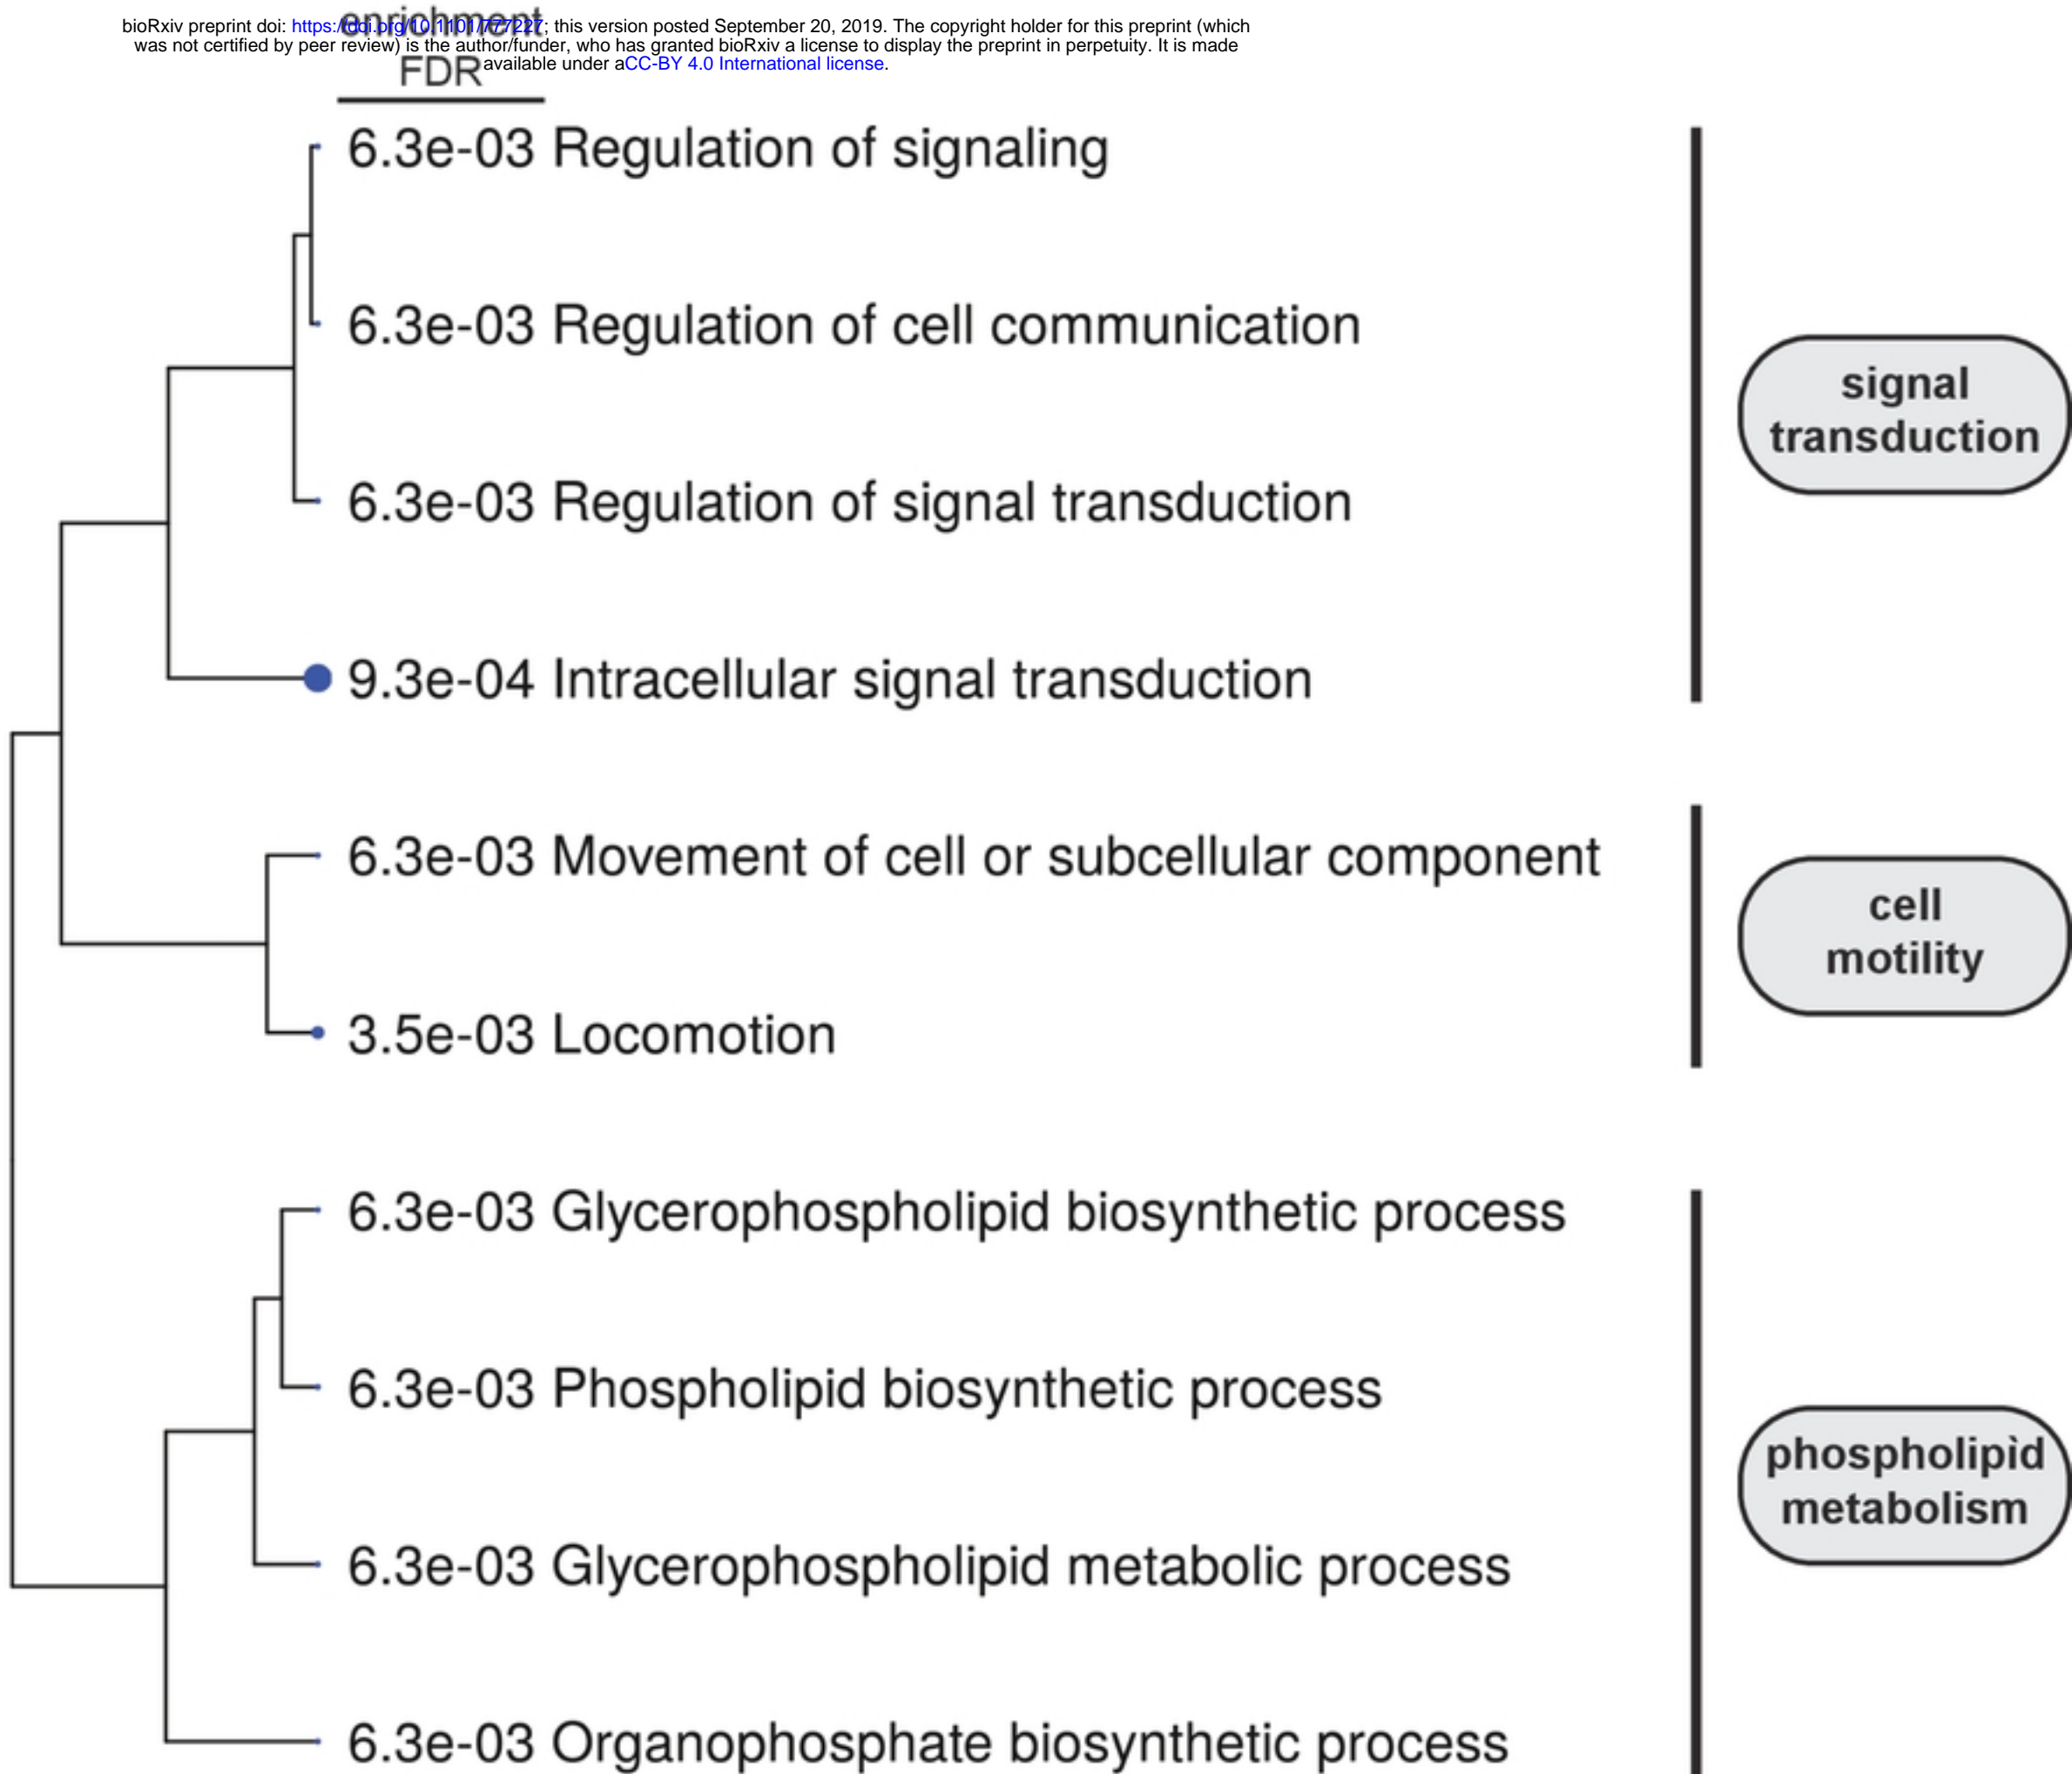 enrichment
FDR
bioRxiv preprint doi: https://doi.org/10.1101/777227; this version posted September 20, 2019. The copyright holder for this preprint (which
was not certified by peer review) is the author/funder, who has granted bioRxiv a license to display the preprint in perpetuity. It is made
available under aCC-BY 4.0 International license.
6.3e-03 Regulation of signaling
6.3e-03 Regulation of cell communication
6.3e-03 Regulation of signal transduction
9.3e-04 Intracellular signal transduction
signal
transduction
6.3e-03 Movement of cell or subcellular component
3.5e-03 Locomotion
cell
motility
6.3e-03 Glycerophospholipid biosynthetic process
6.3e-03 Phospholipid biosynthetic process
6.3e-03 Glycerophospholipid metabolic process
6.3e-03 Organophosphate biosynthetic process
phospholipìd
metabolism